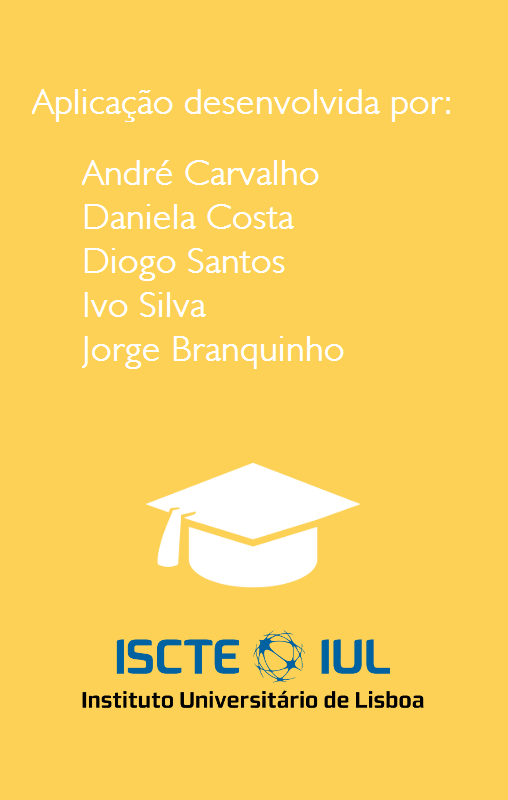 Aplicação desenvolvida por:
André Carvalho
Daniela Costa
Diogo Santos
Ivo Silva
Jorge Branquinho
ISCTE IUL
Instituto Universitário de Lisboa